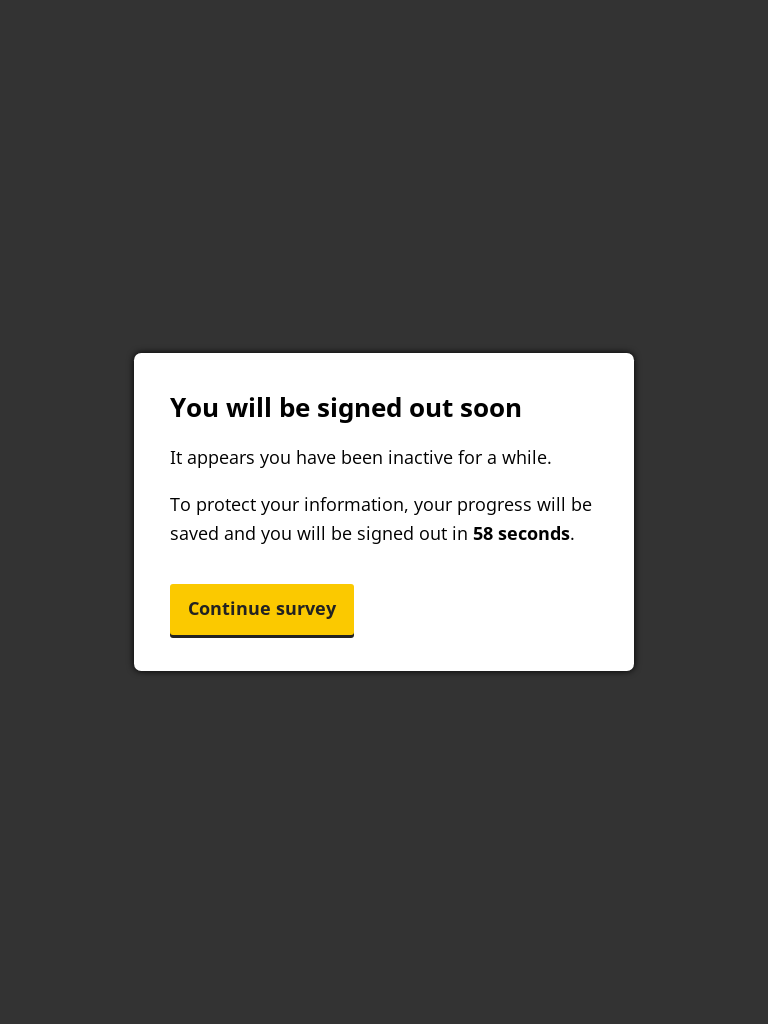 You will be signed out soon
It appears you have been inactive for a while.
To protect your information, your progress will be
saved and you will be signed out in 58 seconds.
Continue survey